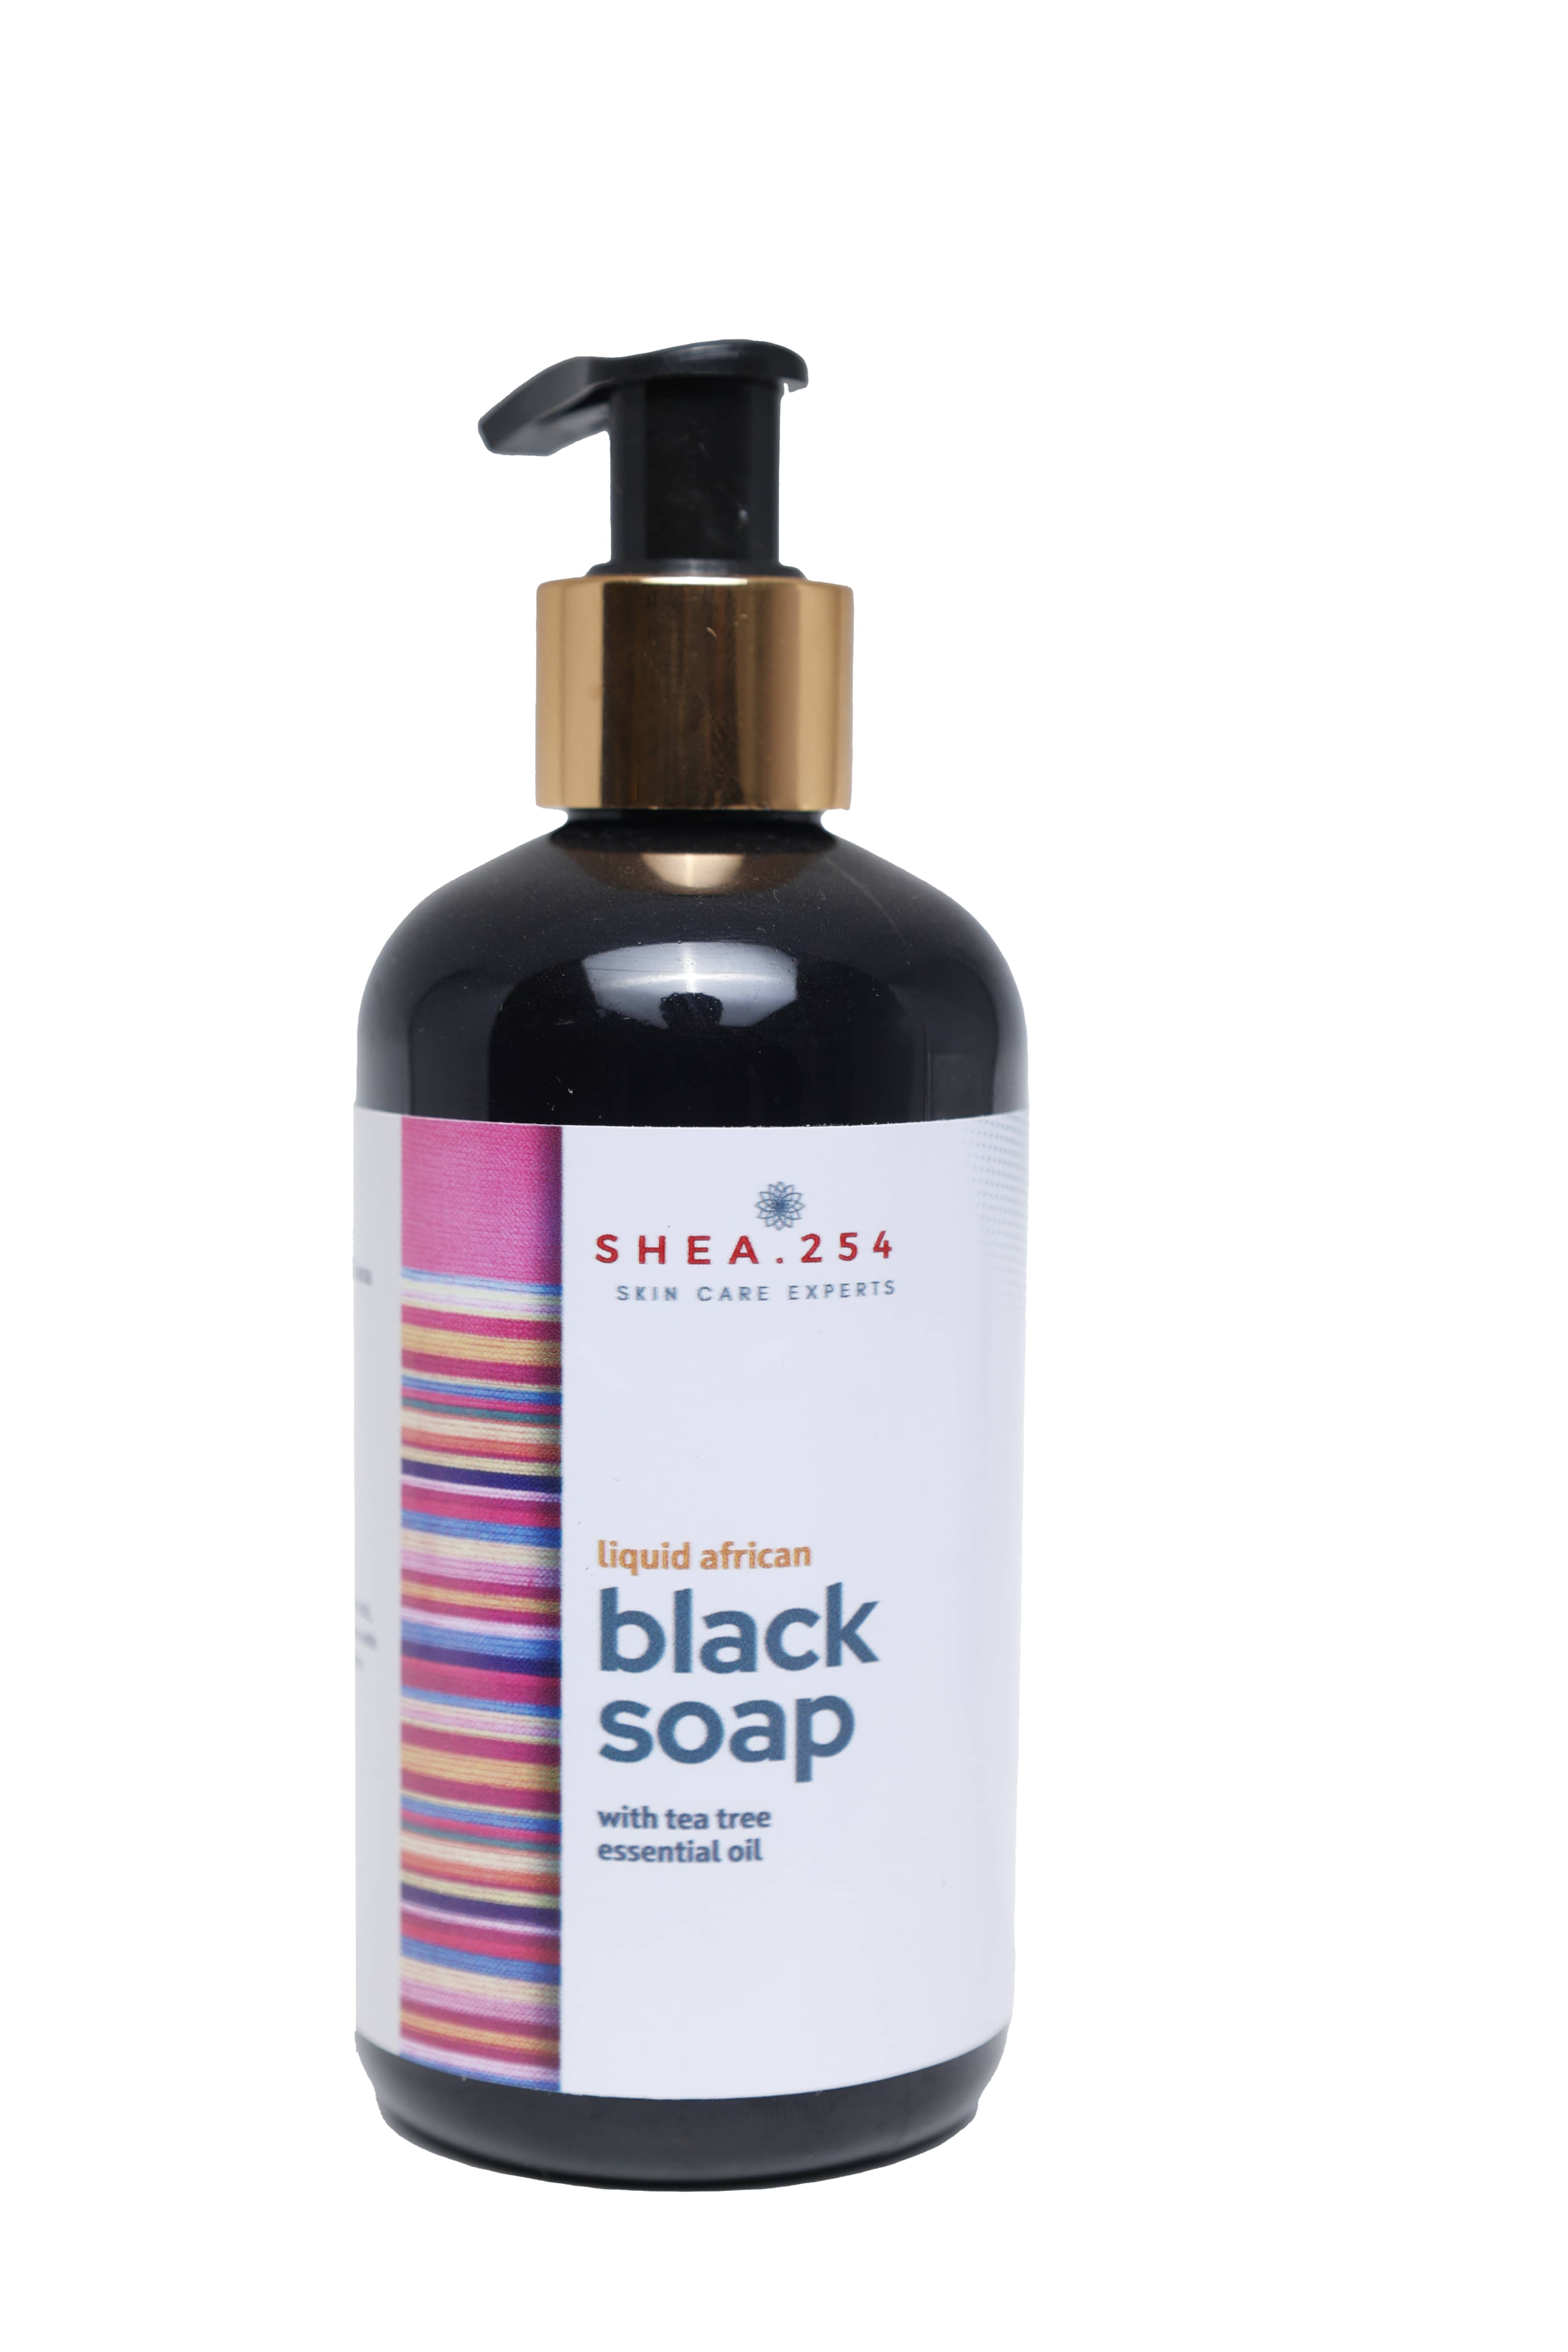 SHEA.254
SKIN CARE EXPERTS
liquid african
black
soap
with tea tree
essential oil